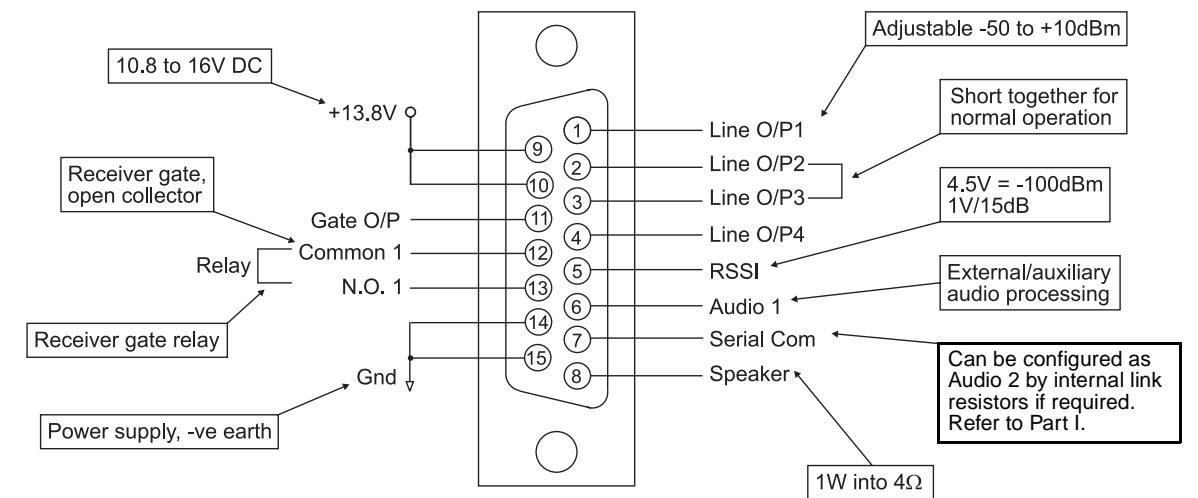 Adjustable -50 to +10dBm
10.8 to 16V DC
+13.8V
Short together for
normal operation
1
Line O/P1
9
2
Line O/P2
Receiver gate,
open collector
10
3
Line O/P3
4.5V = -100dBm
1V/15dB
Gate O/P
11
4
Line O/P4
Relay
Common 1
12
5
RSSI
External/auxiliary
audio processing
N.O. 1
13
6
Audio 1
Receiver gate relay
14
7
Serial Com
Can be configured as
Audio 2 by internal link
resistors if required.
Refer to Part I.
15
Gnd
8
Speaker
Power supply, -ve earth
1W into 4Ω